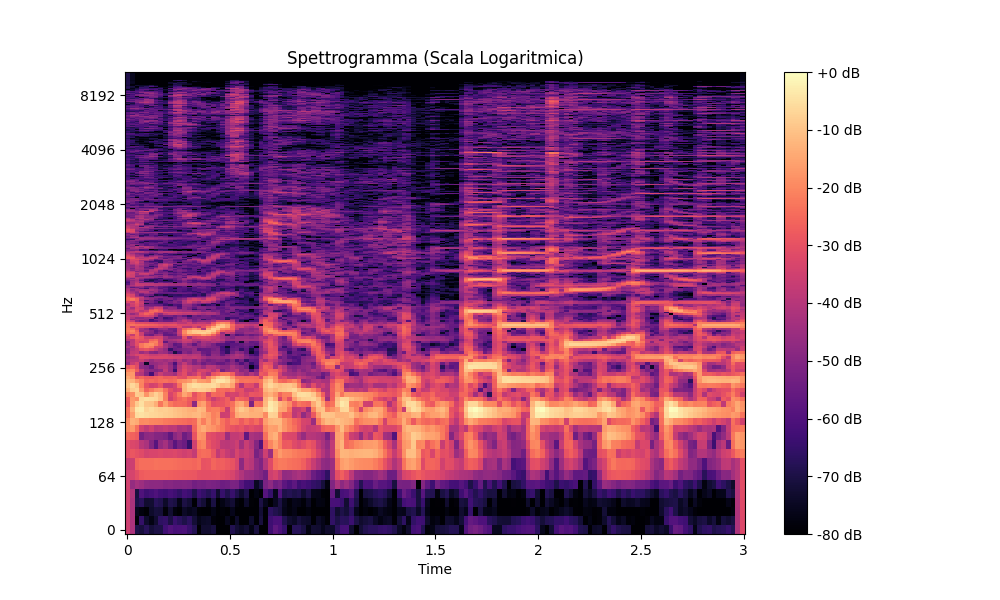 Spettrogramma (Scala Logaritmica)
Hz
8192
4096
2048
1024
512
256
128
64
0
0
0.5
1
1.5
2
2.5
3
Time
+0 dB
-10 dB
-20 dB
-30 dB
-40 dB
-50 dB
-60 dB
-70 dB
-80 dB